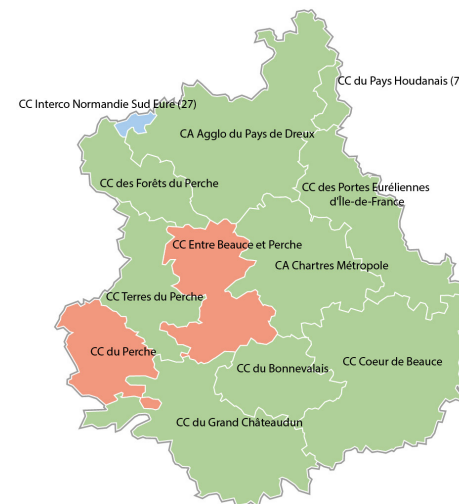 CC du Pays Houdanais (7
CC Interco Normandie Sud Eure (27)
CA Agglo du Pays de Dreux
CC des Forêts du Perche
CC des Portes Euréliennes
d'Île-de-France
CC Entre Beauce et Perche
CA Chartres Métropole
CC Terres du Perche
CC du Perche
CC du Bonnevalais
CC Coeur de Beauce
CC du Grand Châteaudun